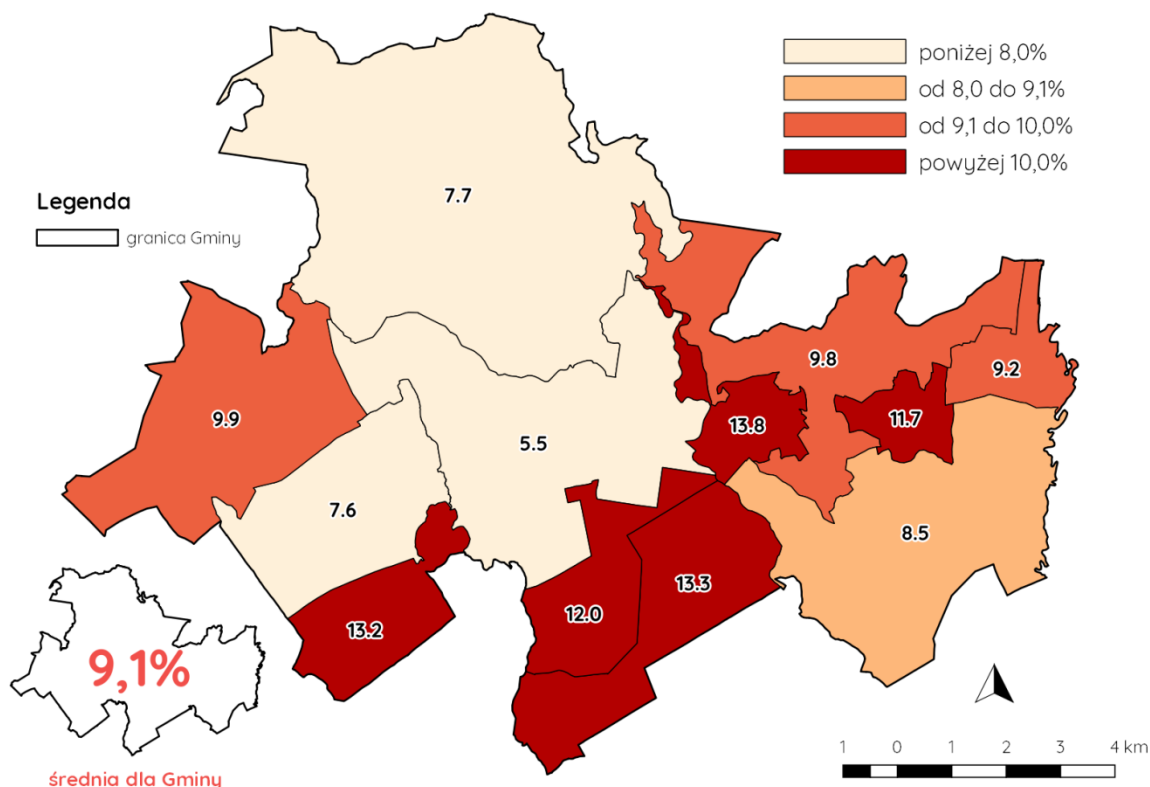 poniżej 8,0%
od 8,0 do 9,1%
od 9,1 do 10,0%
powyżej 10,0%
Legenda
granica Gminy
7.7
9.8
9.2
9.9
13.8
11.7
5.5
7.6
8.5
13.3
12.0
13.2
9,1%
średnia dla Gminy
1 0 1 2 3 4 km